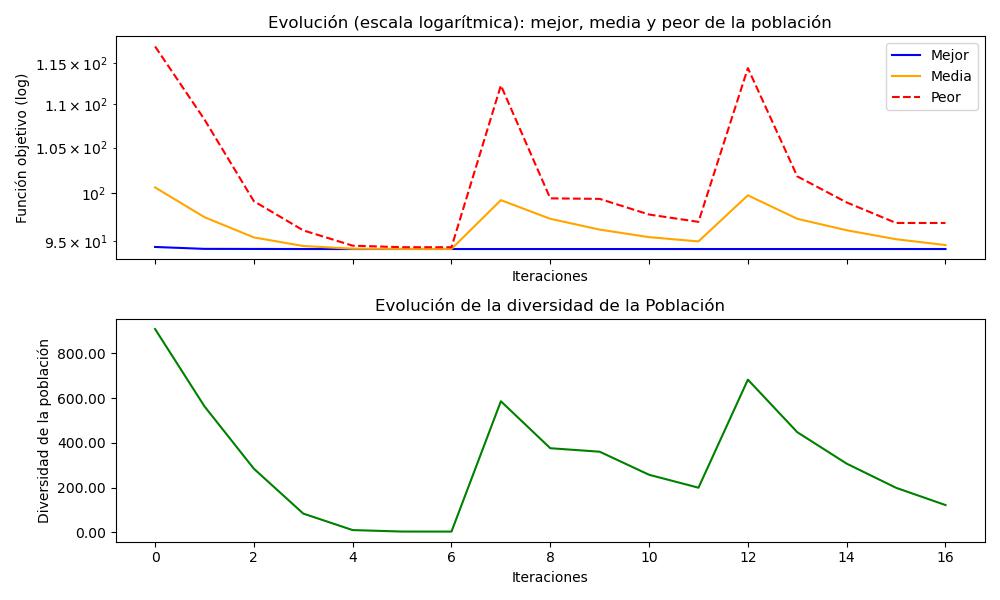 Evolución (escala logarítmica): mejor, media y peor de la población
Función objetivo (log)
1.15 × 10²
1.1 × 10²
1.05 × 10²
10²
9.5 × 10¹
Mejor
Media
Peor
Iteraciones
Evolución de la diversidad de la Población
Diversidad de la población
800.00
600.00
400.00
200.00
0.00
0 2 4 6 8 10 12 14 16
Iteraciones